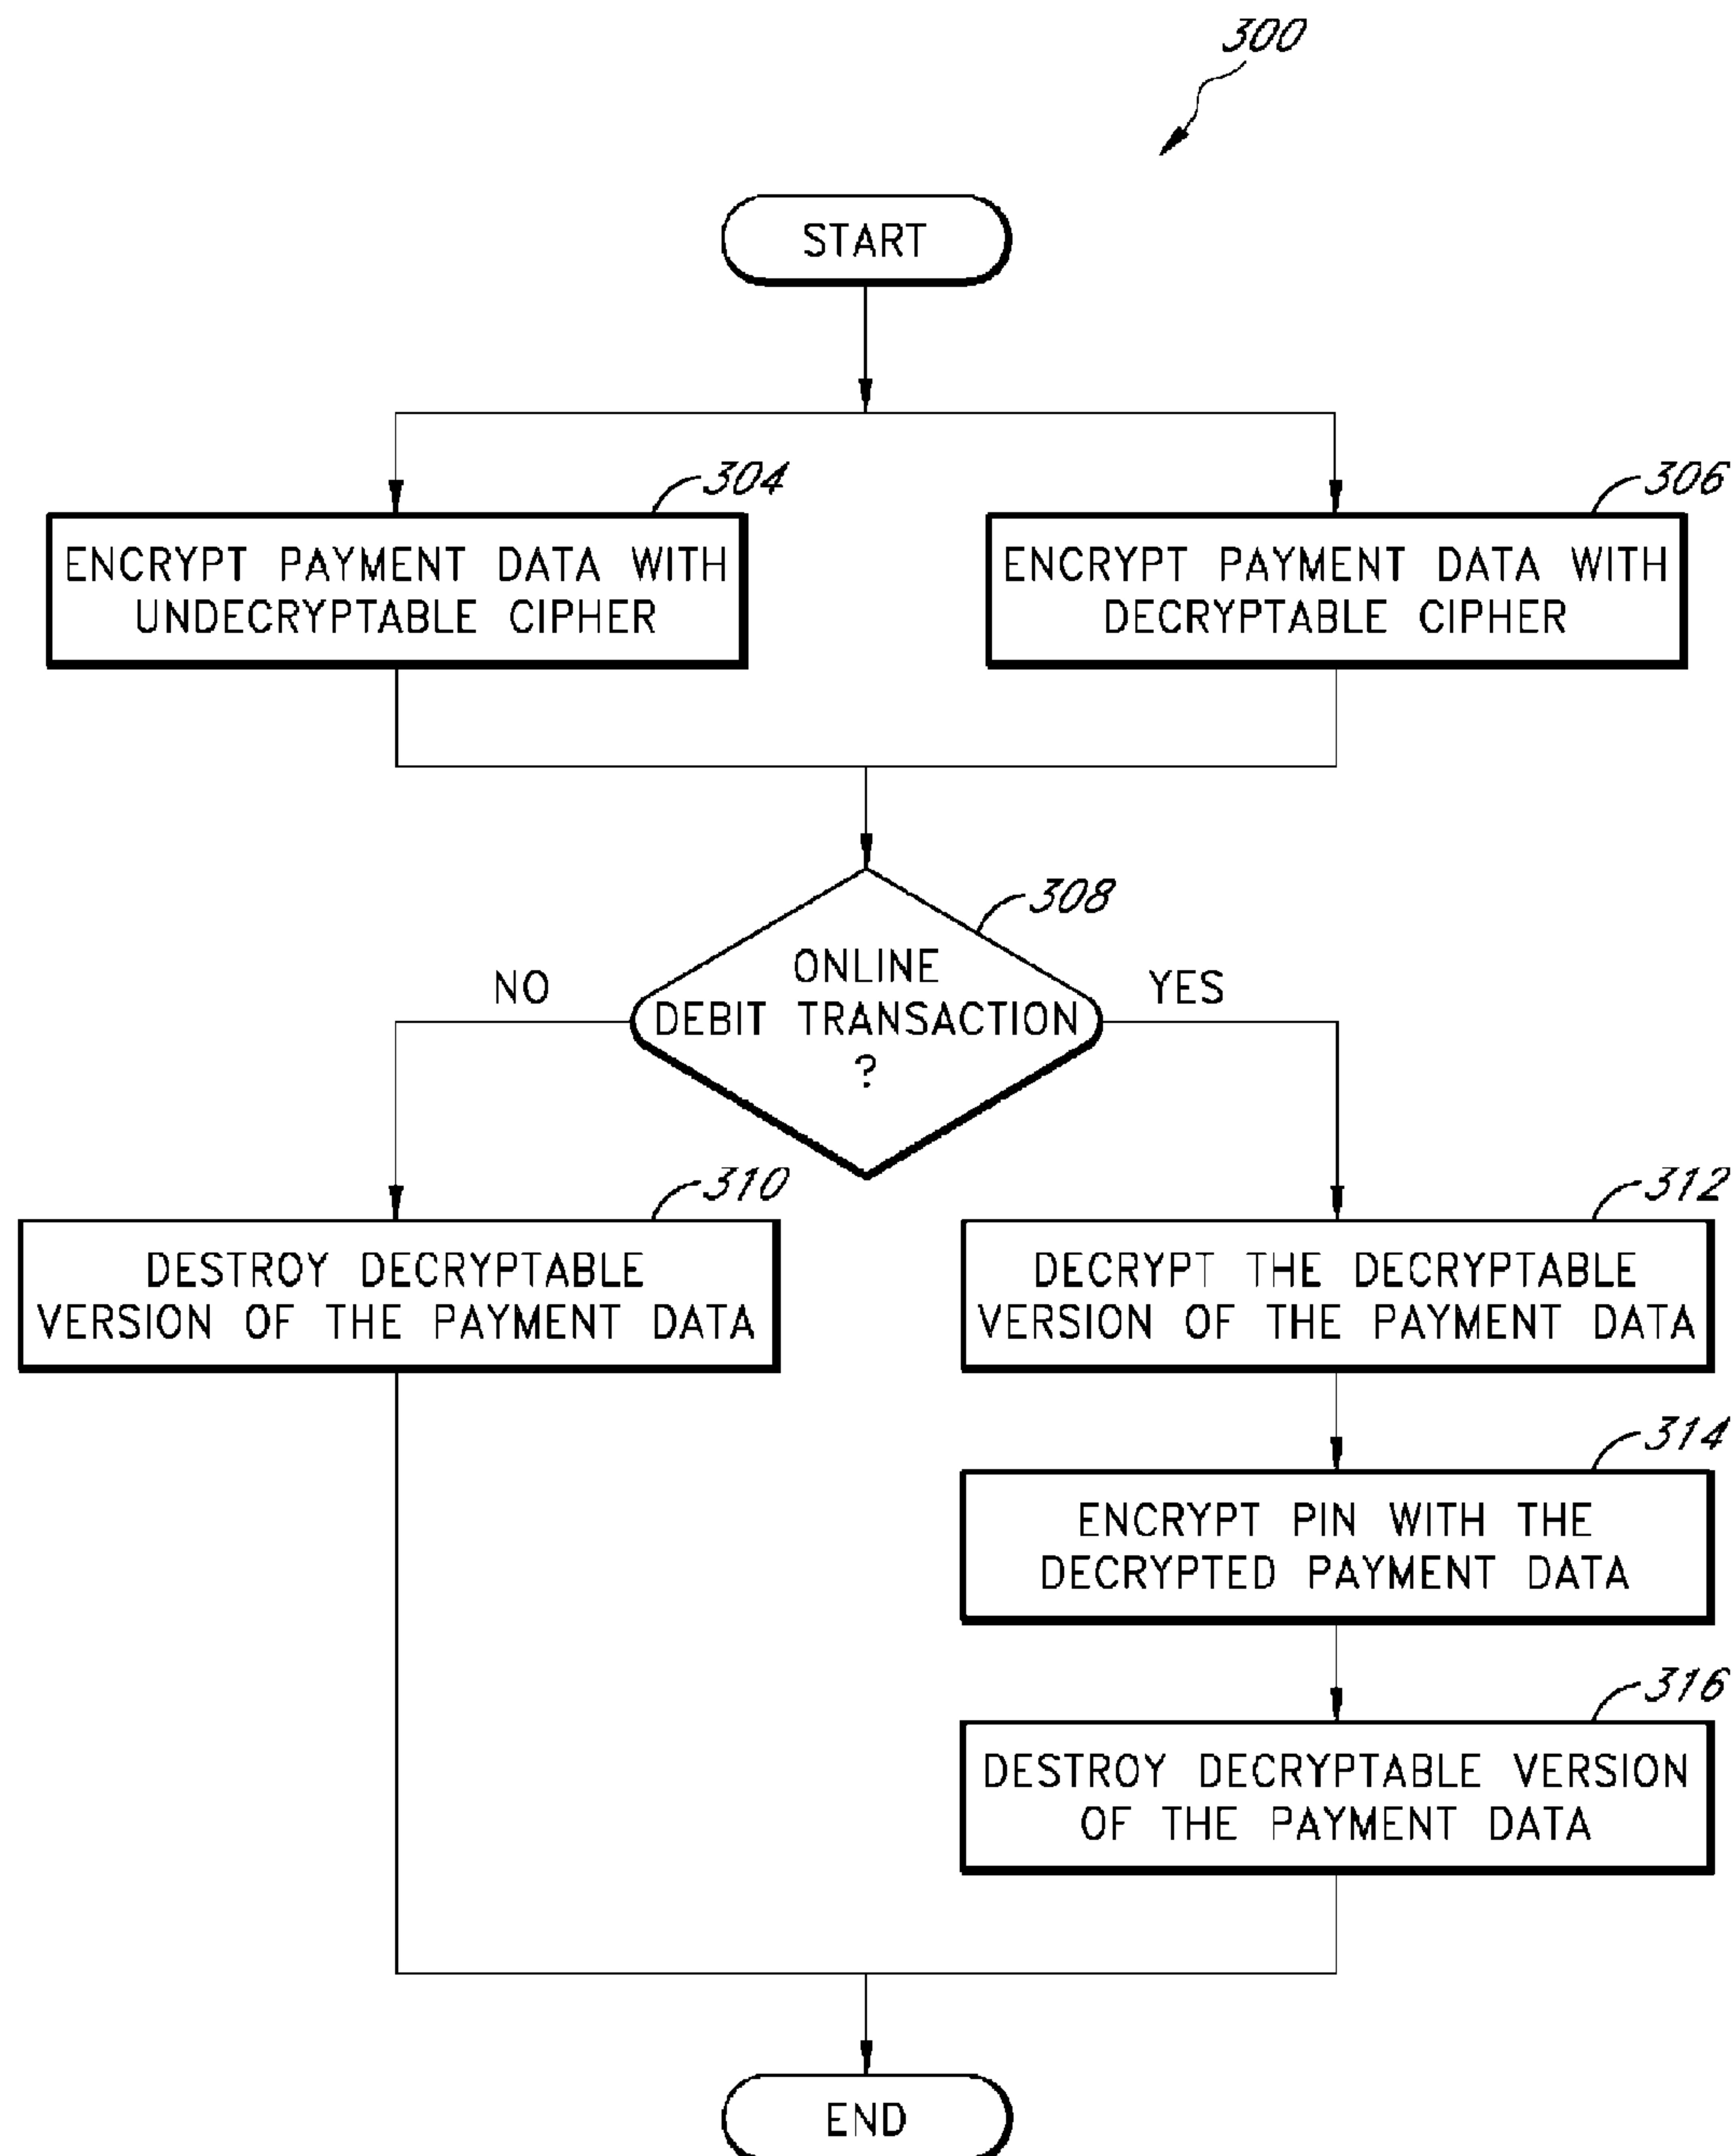 300
START
304
306
ENCRYPT PAYMENT DATA WITH
UNDECRYPTABLE CIPHER
ENCRYPT PAYMENT DATA WITH
DECRYPTABLE CIPHER
308
ONLINE
DEBIT TRANSACTION
?
NO
YES
310
312
DESTROY DECRYPTABLE
VERSION OF THE PAYMENT DATA
DECRYPT THE DECRYPTABLE
VERSION OF THE PAYMENT DATA
314
ENCRYPT PIN WITH THE
DECRYPTED PAYMENT DATA
316
DESTROY DECRYPTABLE VERSION
OF THE PAYMENT DATA
END